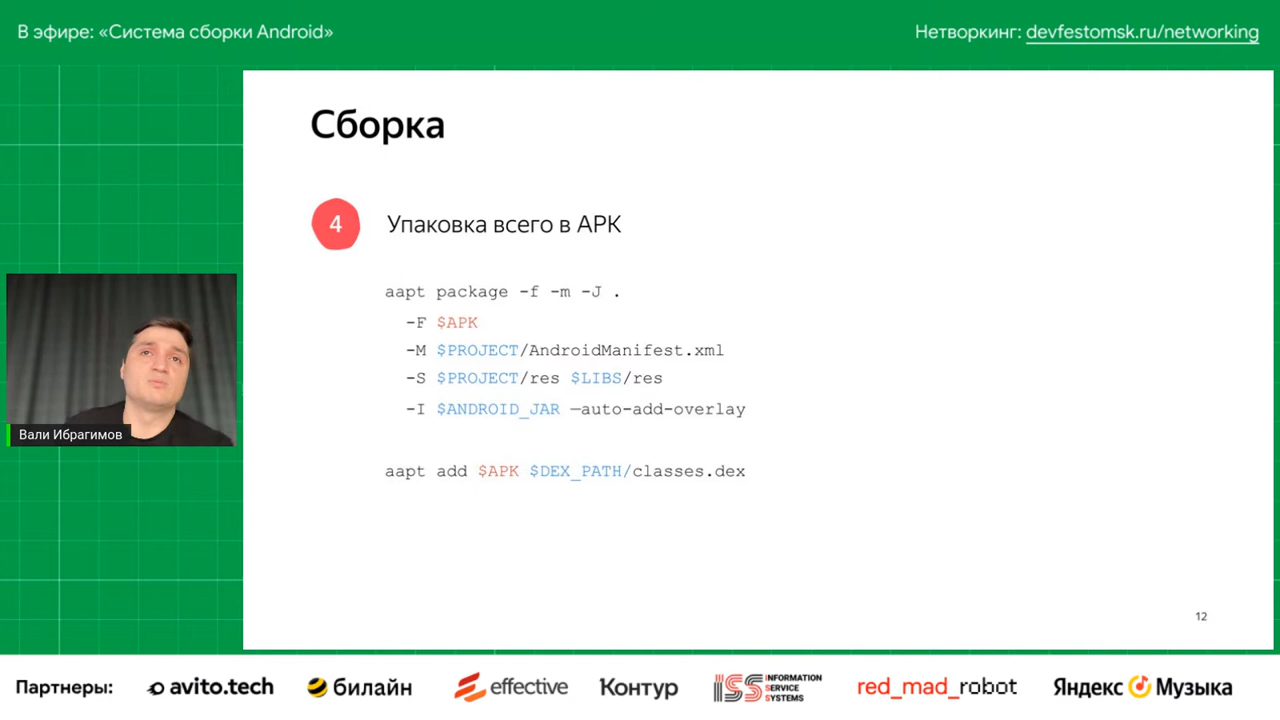 В эфире: «Система сборки Android»
Нетворкинг: devfestomsk.ru/networking
Сборка
4
Упаковка всего в APK
aapt package -f -m -J .
-F $APK
-M $PROJECT/AndroidManifest.xml
-S $PROJECT/res $LIBS/res
-I $ANDROID_JAR —auto-add-overlay
aapt add $APK $DEX_PATH/classes.dex
12
Вали Ибрагимов
Партнеры: avito.tech билайн effective Контур ISS INFORMATION SERVICE SYSTEMS red_mad_robot Яндекс Музыка